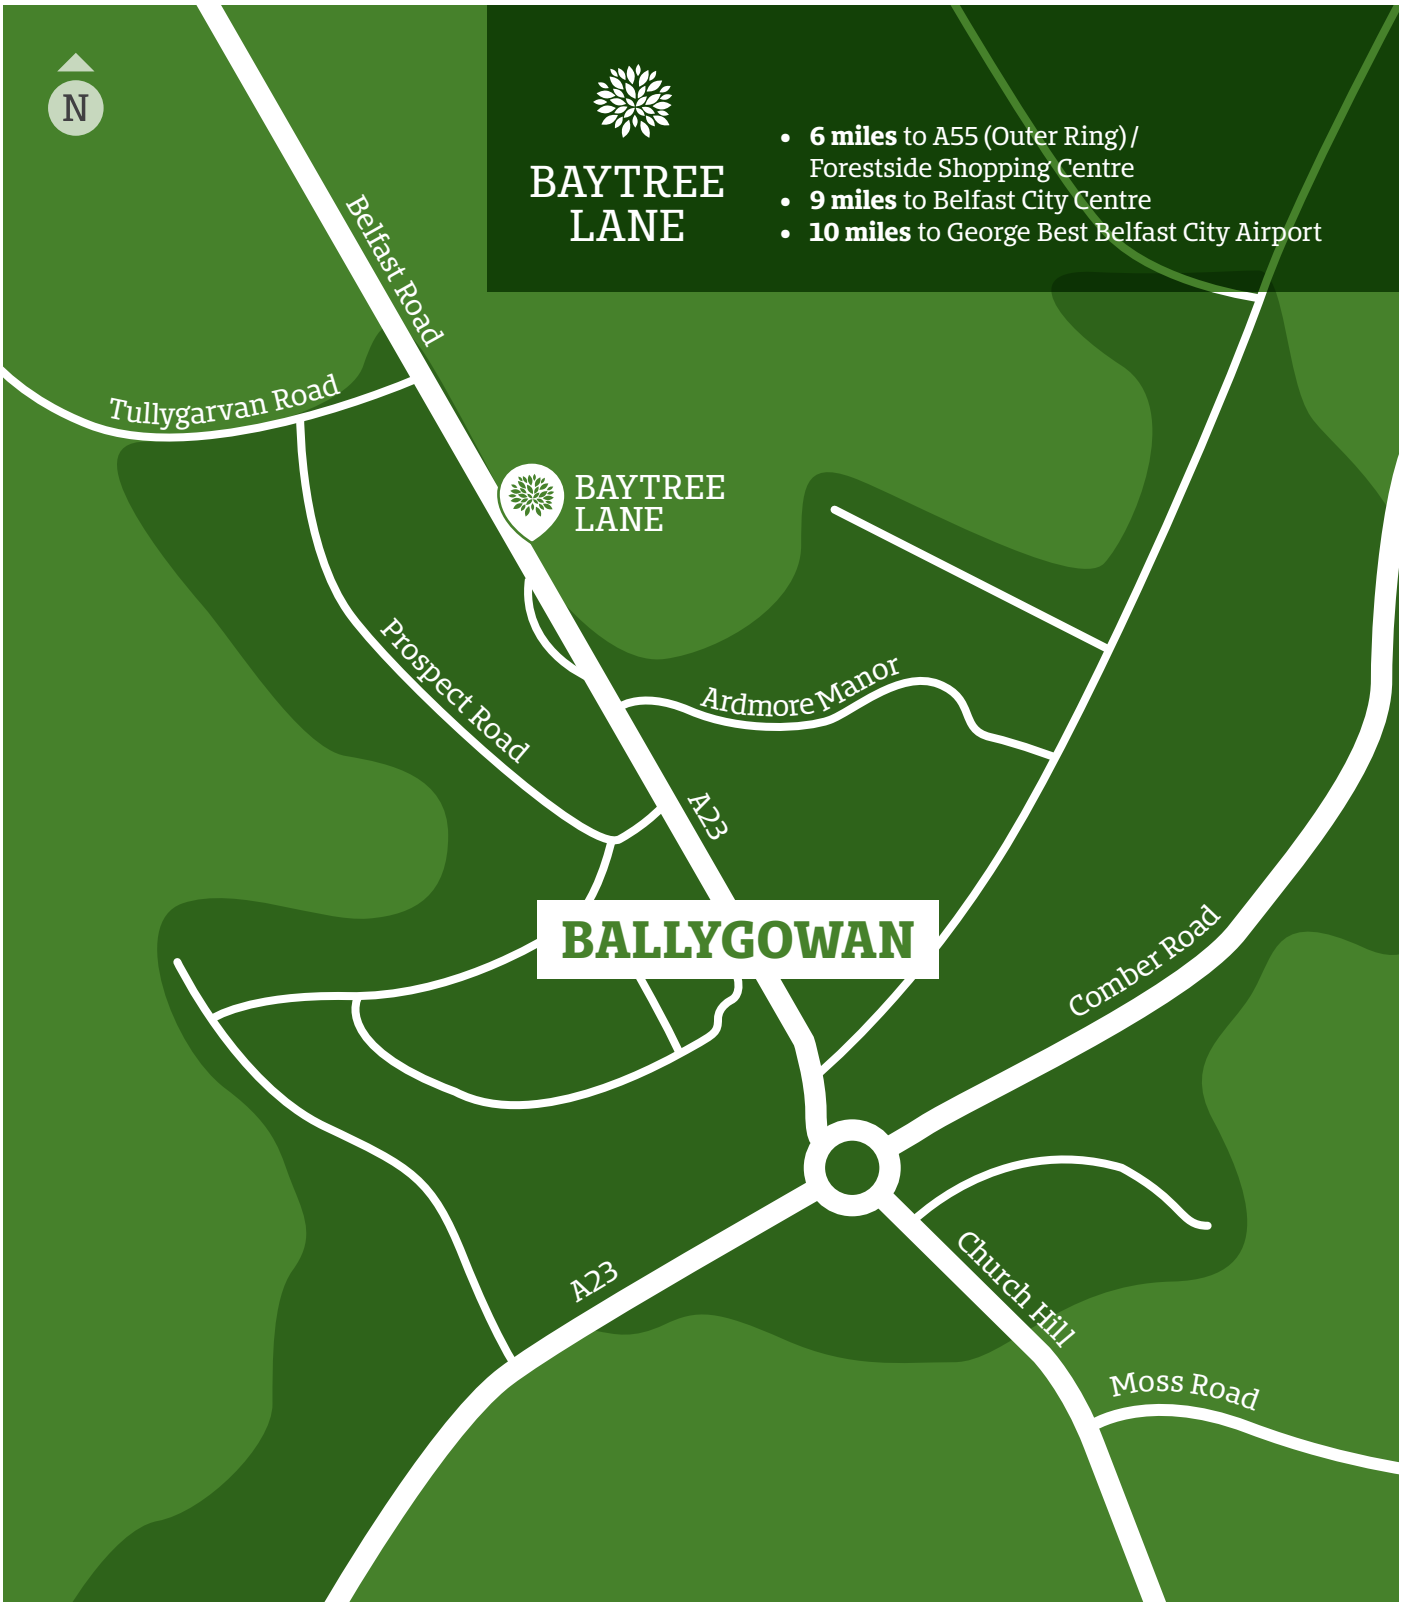 N
BAYTREE
LANE
• 6 miles to A55 (Outer Ring) /
Forestside Shopping Centre
• 9 miles to Belfast City Centre
• 10 miles to George Best Belfast City Airport
Belfast Road
Tullygarvan Road
BAYTREE
LANE
Prospect Road
Ardmore Manor
A23
BALLYGOWAN
Comber Road
A23
Church Hill
Moss Road